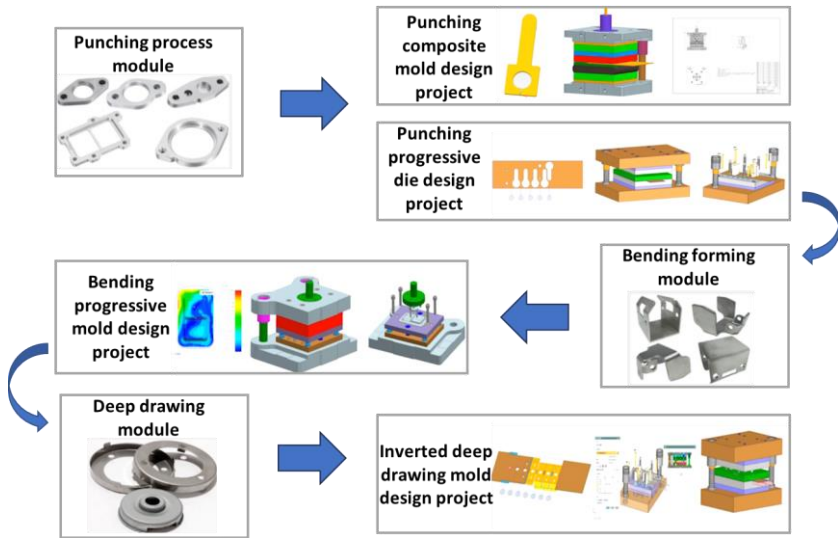 Punching process
module
Punching
composite
mold design
project
Punching
progressive
die design
project
Bending forming
module
Bending
progressive
mold design
project
Deep drawing
module
Inverted deep
drawing mold
design project